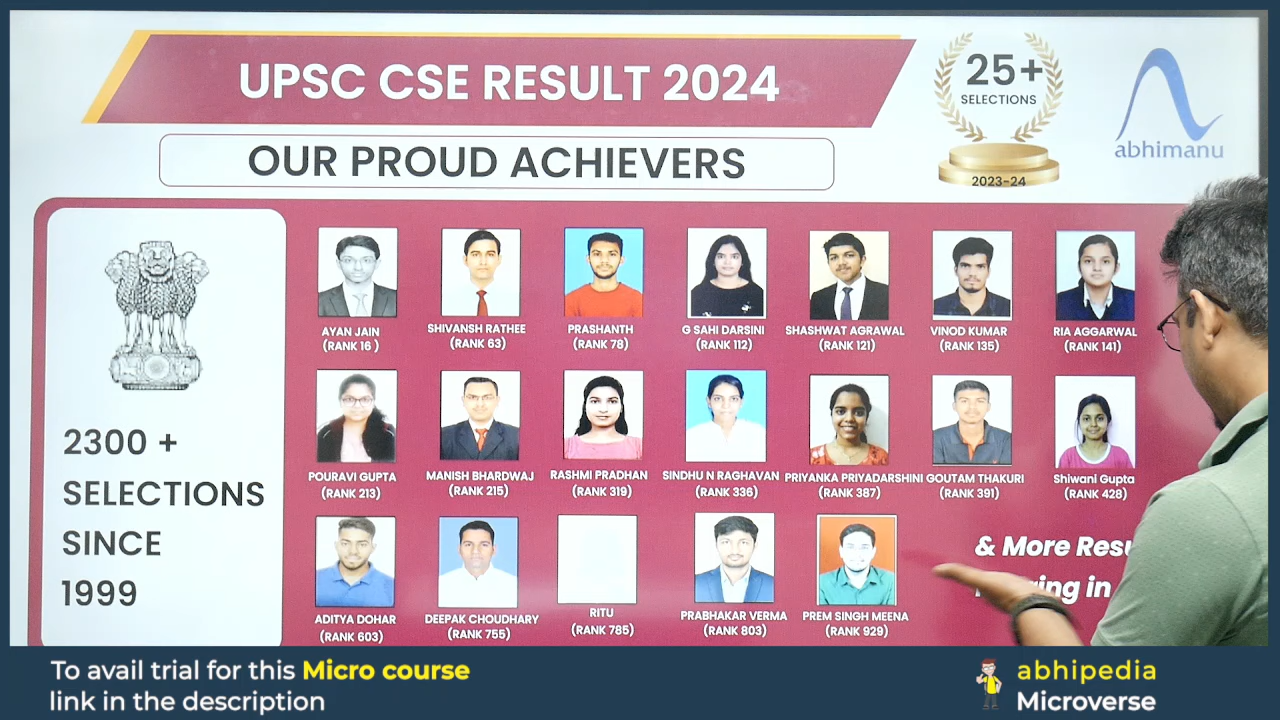 UPSC CSE RESULT 2024
25+
SELECTIONS
2023-24
abhimanu
OUR PROUD ACHIEVERS
2300 +
SELECTIONS
SINCE
1999
AYAN JAIN
(RANK 16 )
SHIVANSH RATHEE
(RANK 63)
PRASHANTH
(RANK 78)
G SAHI DARSINI
(RANK 112)
SHASHWAT AGRAWAL
(RANK 121)
VINOD KUMAR
(RANK 135)
RIA AGGARWAL
(RANK 141)
POURAVI GUPTA
(RANK 213)
MANISH BHARDWAJ
(RANK 215)
RASHMI PRADHAN
(RANK 319)
SINDHU N RAGHAVAN
(RANK 336)
PRIYANKA PRIYADARSHINI
(RANK 387)
GOUTAM THAKURI
(RANK 391)
Shiwani Gupta
(RANK 428)
ADITYA DOHAR
(RANK 603)
DEEPAK CHOUDHARY
(RANK 755)
RITU
(RANK 785)
PRABHAKAR VERMA
(RANK 803)
PREM SINGH MEENA
(RANK 929)
& More
in
To avail trial for this Micro course
link in the description
abhipedia
Microverse